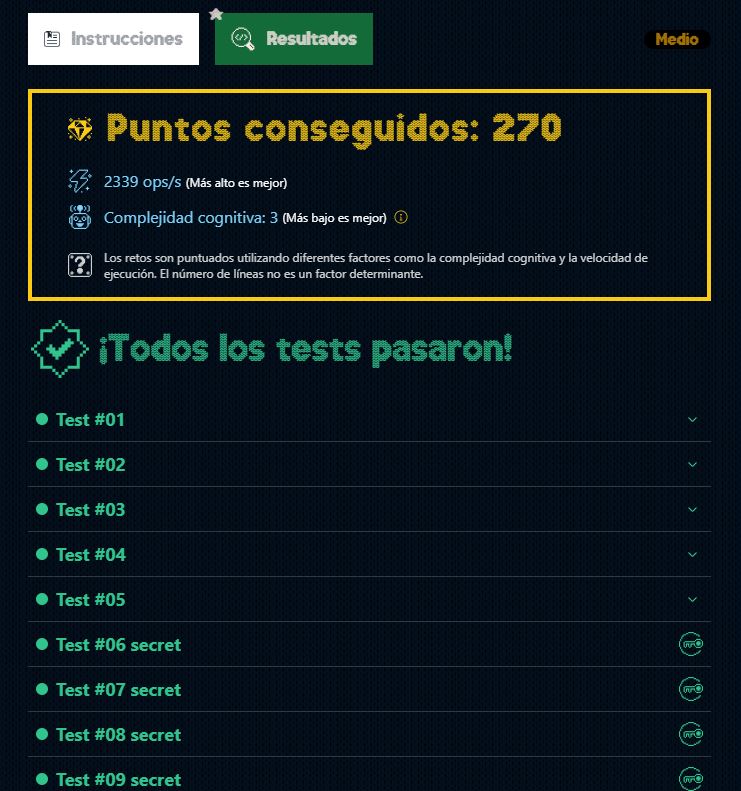 Instrucciones
Resultados
Medio
Puntos conseguidos: 270
2339 ops/s (Más alto es mejor)
Complejidad cognitiva: 3 (Más bajo es mejor)
Los retos son puntuados utilizando diferentes factores como la complejidad cognitiva y la velocidad de
ejecución. El número de líneas no es un factor determinante.
¡Todos los tests pasaron!
Test #01
Test #02
Test #03
Test #04
Test #05
Test #06 secret
Test #07 secret
Test #08 secret
Test #09 secret